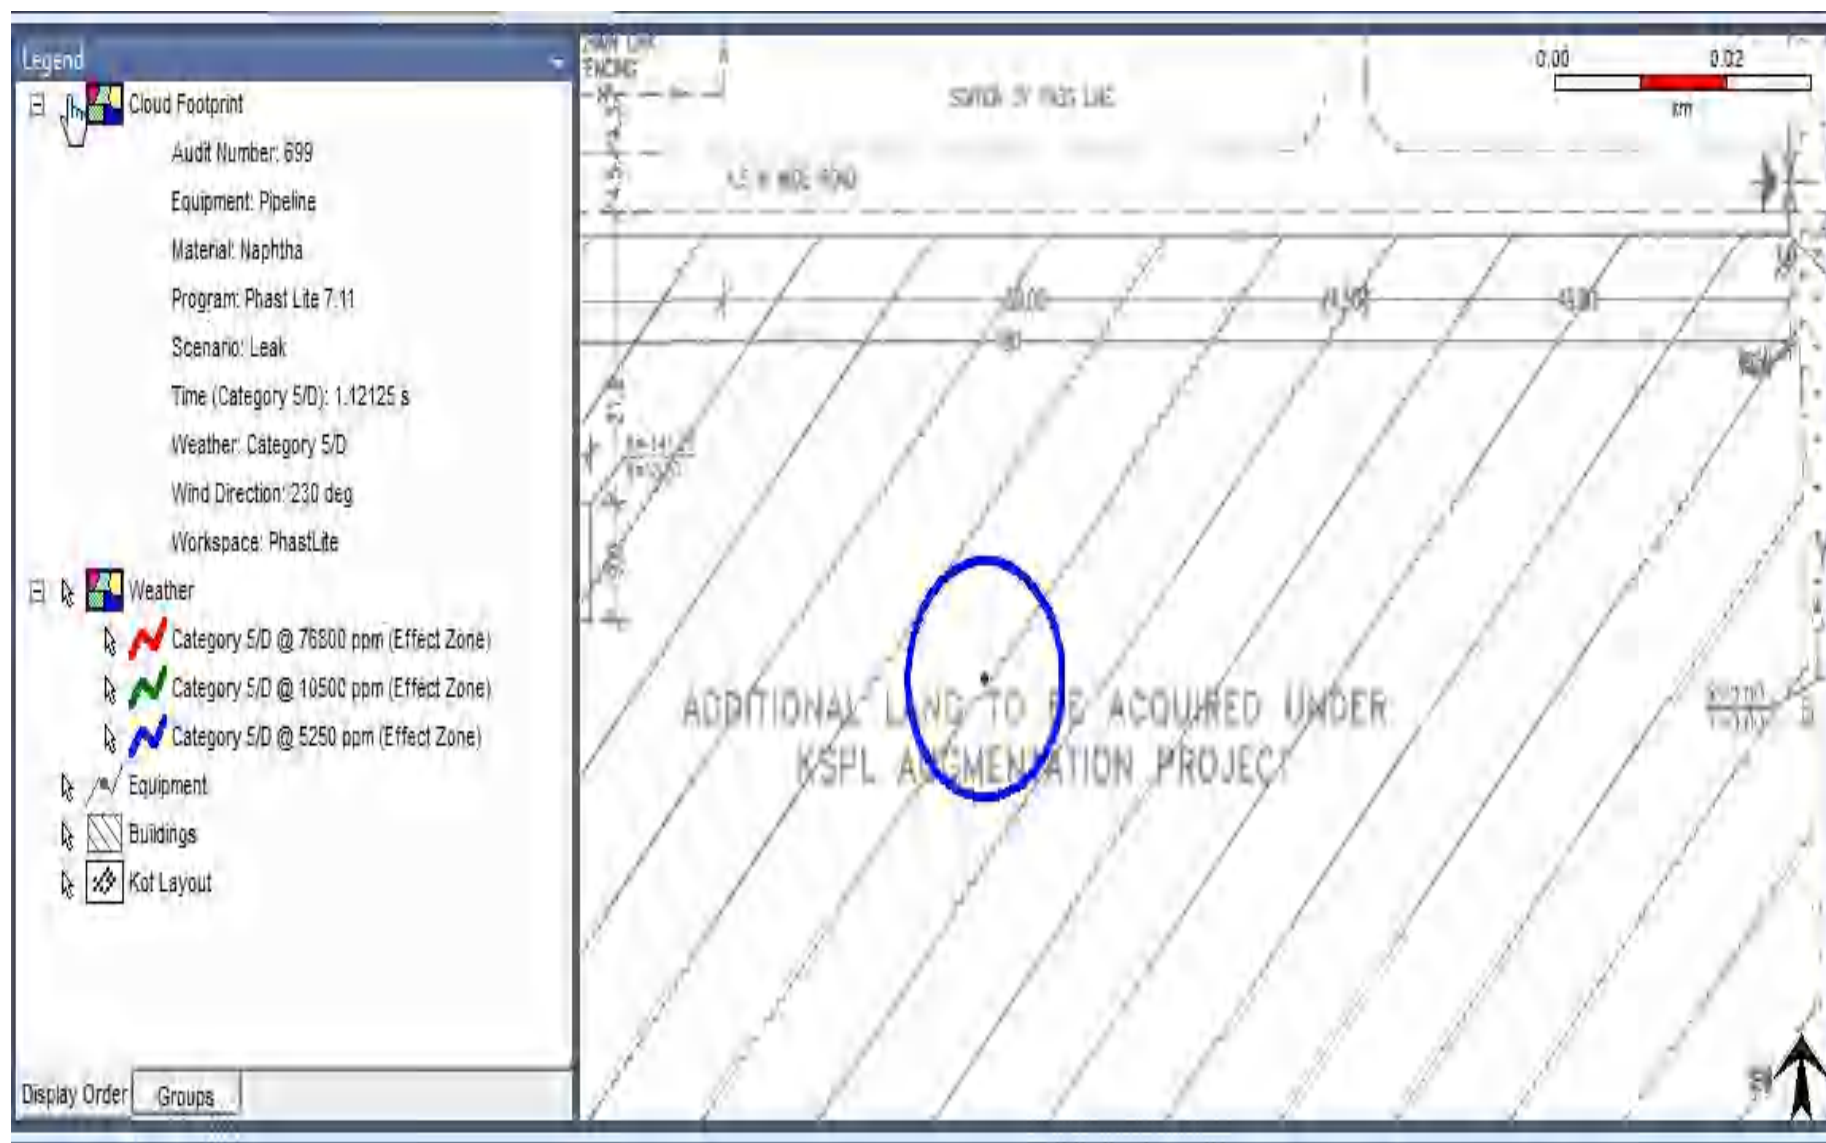 Legend
Cloud Footprint
Audit Number: 699
Equipment: Pipeline
Material: Naphtha
Program: Phast Lite 7.11
Scenario: Leak
Time (Category 5/D): 1.12125 s
Weather: Category 5/D
Wind Direction: 230 deg
Workspace: PhastLite
Weather
Category 5/D @ 76800 ppm (Effect Zone)
Category 5/D @ 10500 ppm (Effect Zone)
Category 5/D @ 5250 ppm (Effect Zone)
Equipment
Buildings
Kot Layout
Display Order
Groups
0.00 0.02
km
WIDE ROAD
ADDITIONAL LAND TO BE ACQUIRED UNDER
KSPL AUGMENTATION PROJECT